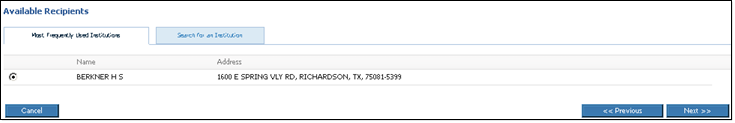 Available Recipients
Most Frequently Used Institutions Search for an Institution
Name Address
BERKNER H S 1600 E SPRING VLY RD, RICHARDSON, TX, 75081-5399
Cancel << Previous Next >>